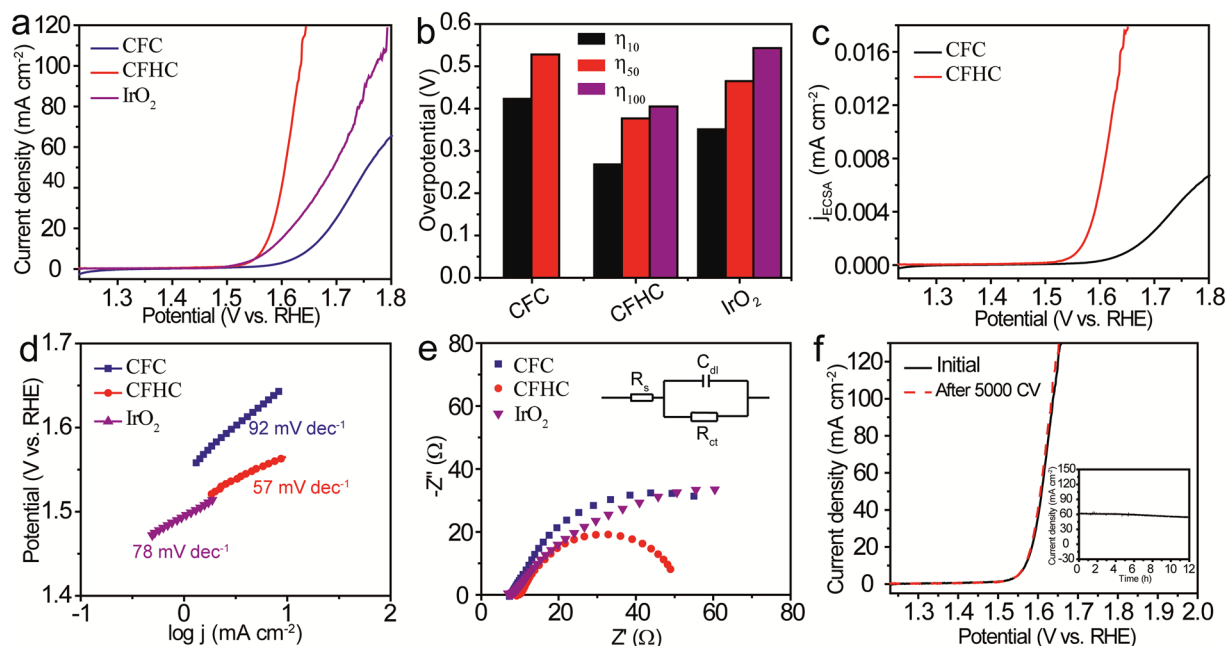 a
CFC
CFHC
IrO₂
Current density (mA cm⁻²)
120
100
80
60
40
20
0
1.3 1.4 1.5 1.6 1.7 1.8
Potential (V vs. RHE)
b
η₁₀
η₅₀
η₁₀₀
Overpotential (V)
0.6
0.5
0.4
0.3
0.2
0.1
0.0
CFC CFHC IrO₂
c
CFC
CFHC
j_ECSA (mA cm⁻²)
0.016
0.012
0.008
0.004
0.000
1.3 1.4 1.5 1.6 1.7 1.8
Potential (V vs. RHE)
d
CFC
CFHC
IrO₂
92 mV dec⁻¹
57 mV dec⁻¹
78 mV dec⁻¹
Potential (V vs. RHE)
1.7
1.6
1.5
1.4
-1 0 1 2
log j (mA cm⁻²)
e
CFC
CFHC
IrO₂
R_s
C_dl
R_ct
-Z'' (Ω)
-80
60
40
20
0
0 20 40 60 80
Z' (Ω)
f
Initial
After 5000 CV
Current density (mA cm⁻²)
120
100
80
60
40
20
0
1.3 1.4 1.5 1.6 1.7 1.8 1.9 2.0
Potential (V vs. RHE)
Current density (mA cm⁻²)
150
120
90
60
30
0
-30
0 2 4 6 8 10 12
Time (h)